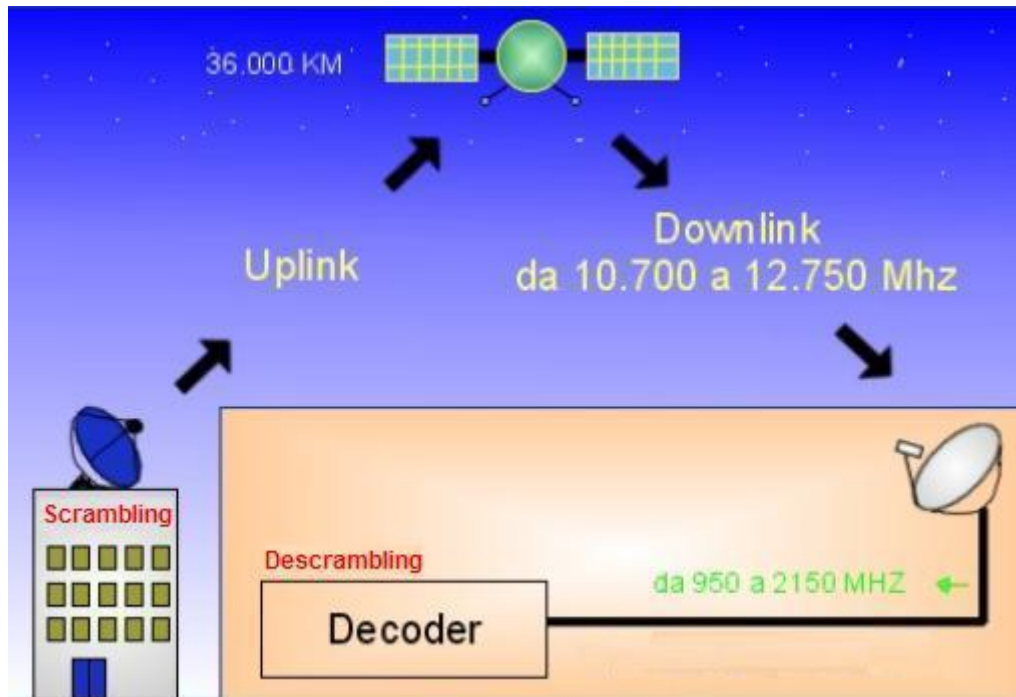 36.000 KM
Uplink
Downlink
da 10.700 a 12.750 Mhz
Scrambling
Descrambling
da 950 a 2150 MHZ
Decoder